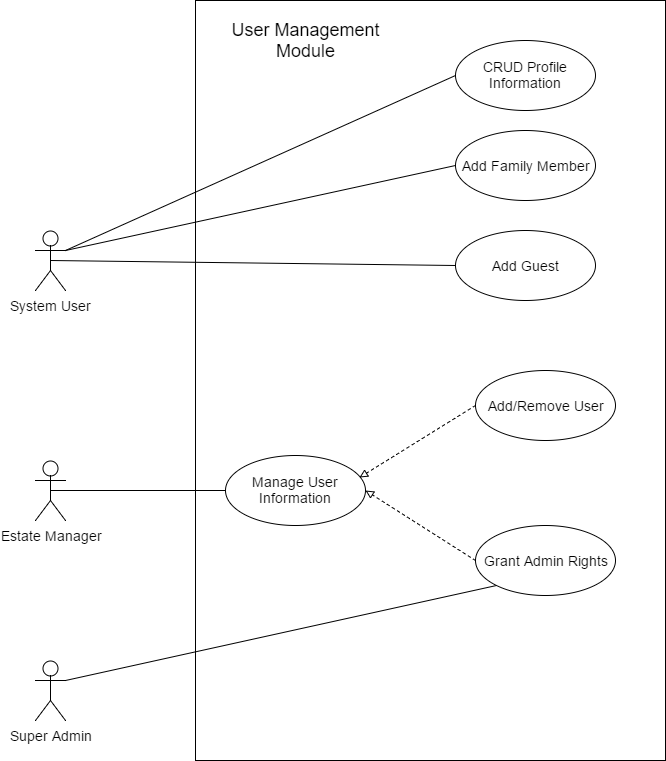 User Management
Module
CRUD Profile
Information
Add Family Member
Add Guest
System User
Add/Remove User
Manage User
Information
Estate Manager
Grant Admin Rights
Super Admin